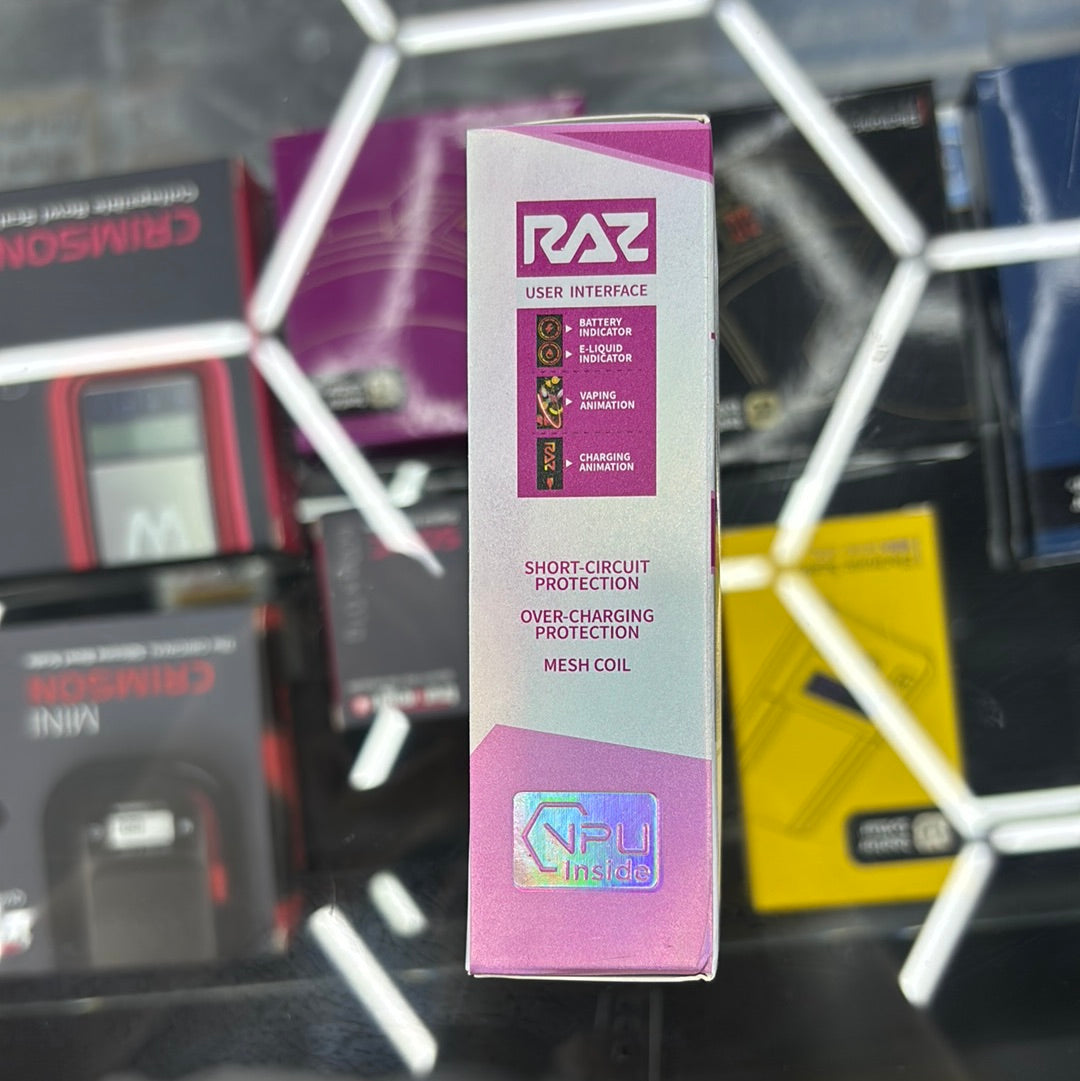 RAZ
USER INTERFACE
BATTERY
INDICATOR
E-LIQUID
INDICATOR
VAPING
ANIMATION
RAZ
CHARGING
ANIMATION
SHORT-CIRCUIT
PROTECTION
OVER-CHARGING
PROTECTION
MESH COIL
VPU
Inside
CRIMSON
CRIMSON
MINI